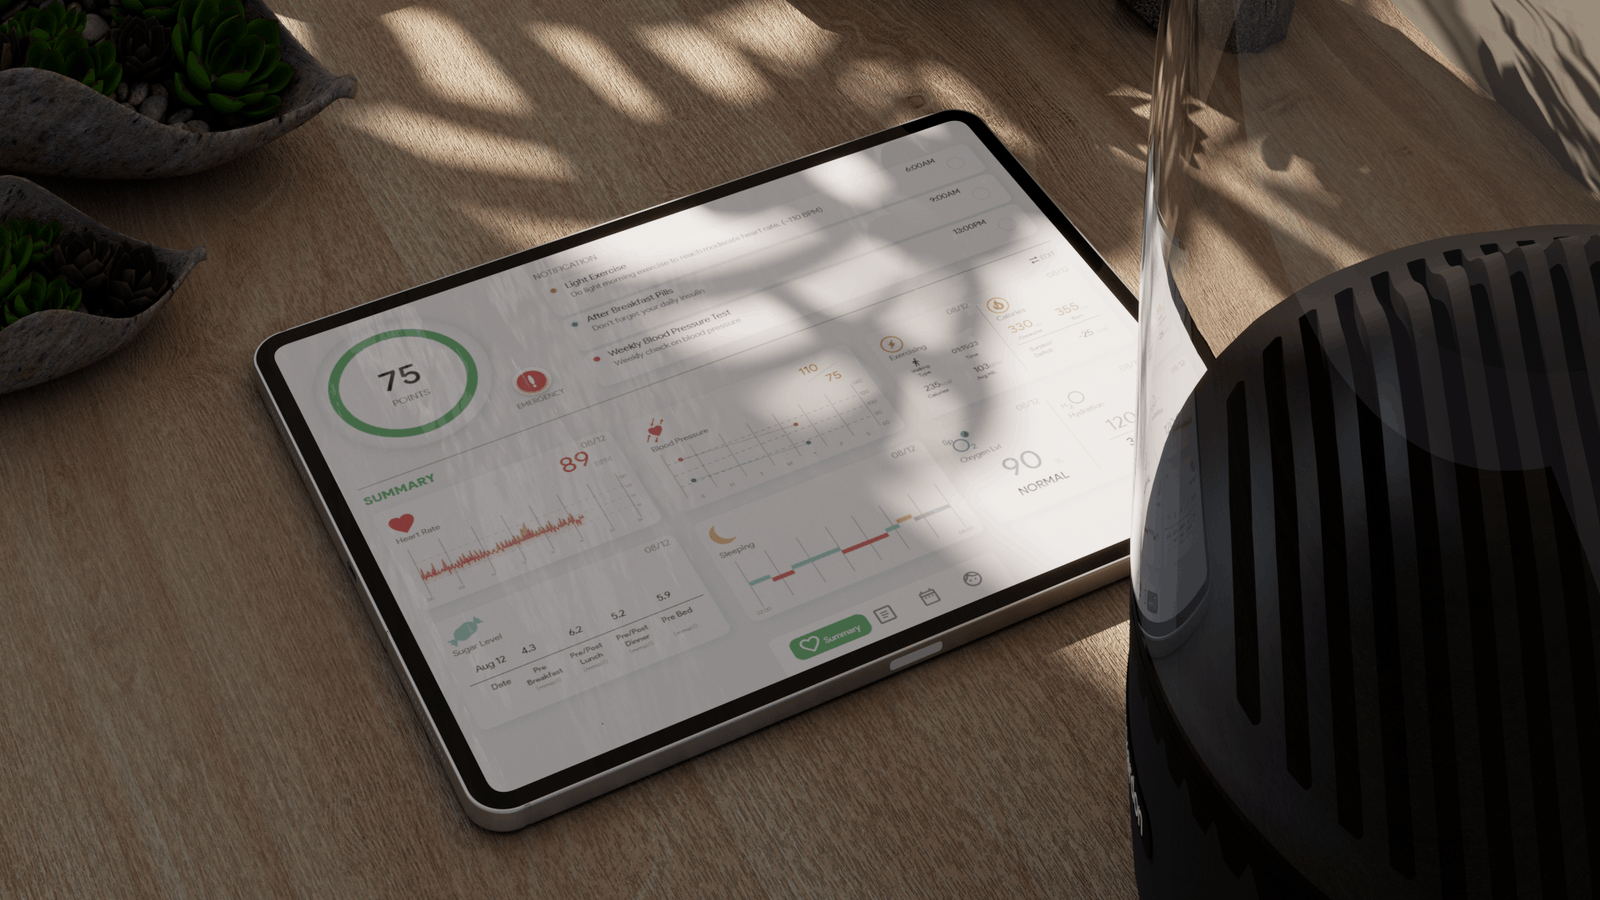 NOTIFICATION
Light Exercise
Do light morning exercise to reach moderate heart rate. (~110 BPM)
6:00AM
After Breakfast Pills
Don't forget your daily insulin
9:00AM
Weekly Blood Pressure Test
Weekly check on blood pressure
13:00PM
75
POINTS
EMERGENCY
SUMMARY
EDIT
Heart Rate
08/12
89 BPM
Blood Pressure
110
75
Exercising
08/12
Walking
Type
01:15:23
Time
235
Calories
103
Avg HR
Calories
08/12
330
355
-25
Sugar Level
08/12
Aug 12 4.3 6.2 5.2 5.9
Date
Pre
Breakfast
Pre/Post
Lunch
Pre/Post
Dinner
Pre Bed
Sleeping
08/12
Oxygen Lvl
08/12
90
NORMAL
Hydration
120
Summary